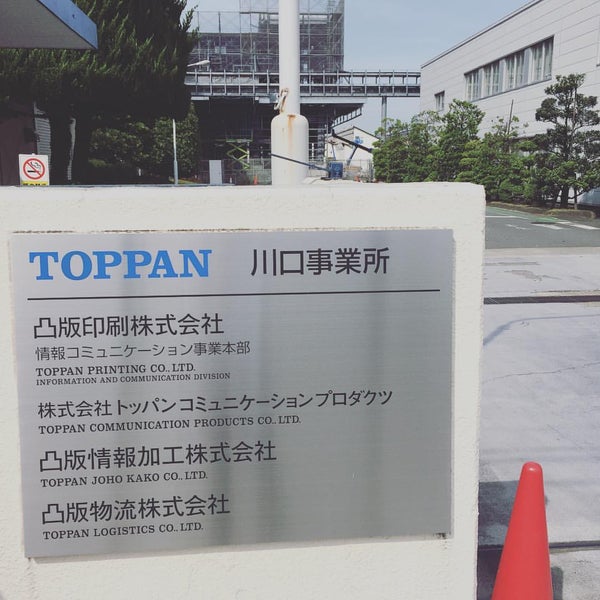 TOPPAN 川口事業所
凸版印刷株式会社
情報コミュニケーション事業本部
TOPPAN PRINTING CO., LTD.
INFORMATION AND COMMUNICATION DIVISION
株式会社トッパンコミュニケーションプロダクツ
TOPPAN COMMUNICATION PRODUCTS CO., LTD.
凸版情報加工株式会社
TOPPAN JOHO KAKO CO., LTD.
凸版物流株式会社
TOPPAN LOGISTICS CO., LTD.